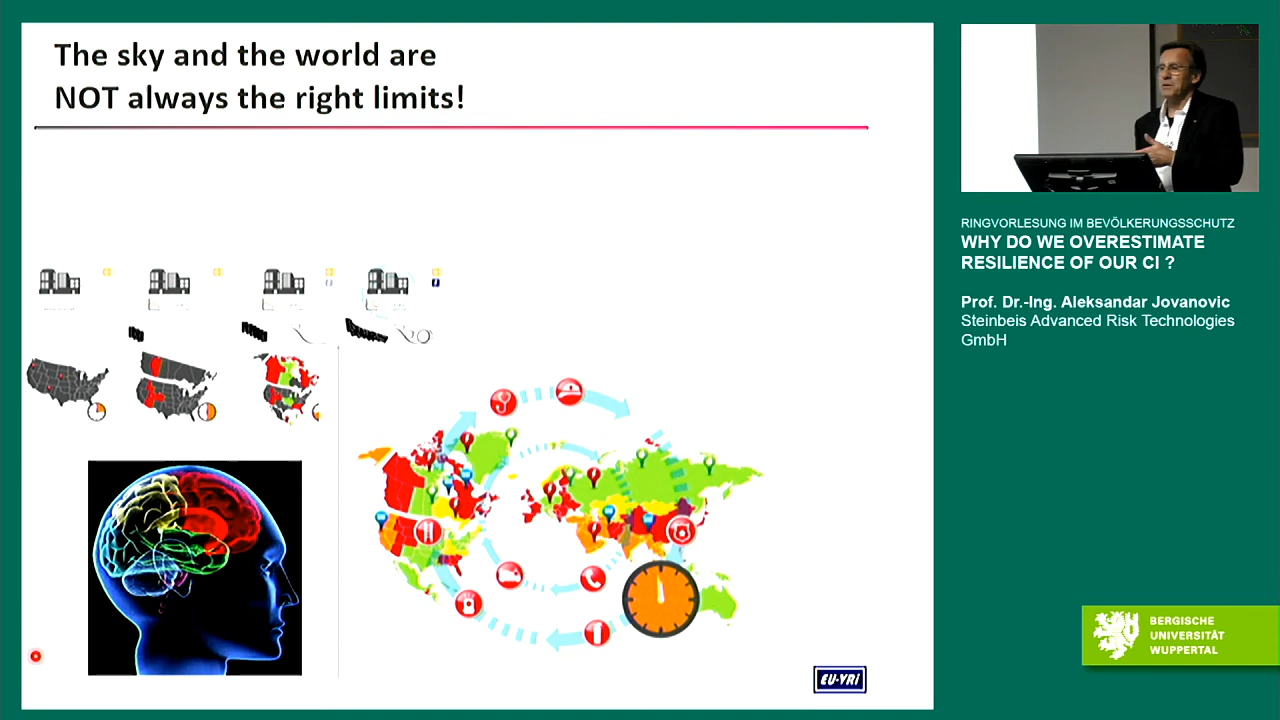 The sky and the world are
NOT always the right limits!
RINGVORLESUNG IM BEVÖLKERUNGSSCHUTZ
WHY DO WE OVERESTIMATE
RESILIENCE OF OUR CI ?
Prof. Dr.-Ing. Aleksandar Jovanovic
Steinbeis Advanced Risk Technologies
GmbH
BERGISCHE
UNIVERSITÄT
WUPPERTAL
EU-VRi